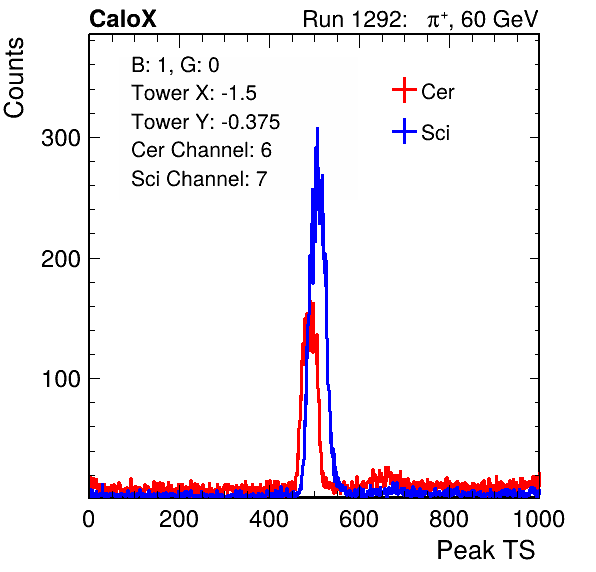 CaloX Run 1292: π⁺, 60 GeV
Counts
B: 1, G: 0
Tower X: -1.5
Tower Y: -0.375
Cer Channel: 6
Sci Channel: 7
Cer
Sci
300
200
100
0 200 400 600 800 1000
Peak TS